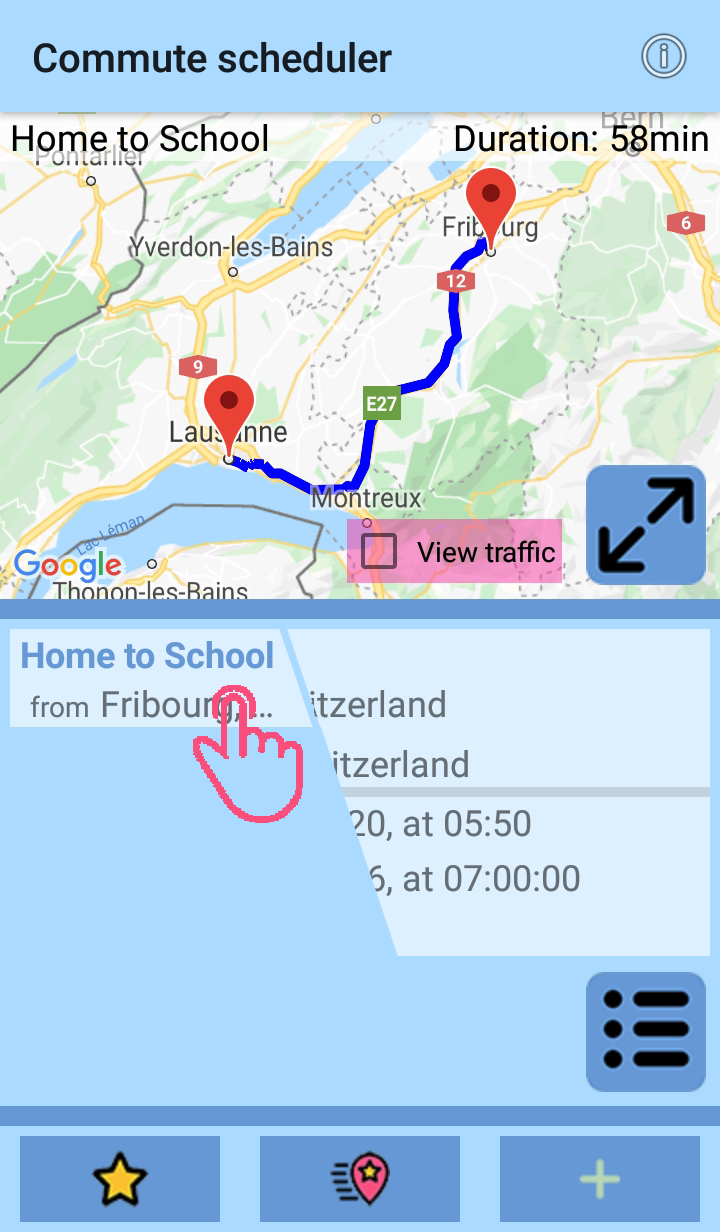 Commute scheduler
Home to School
Duration: 58min
Bern
Pontarlier
6
Fribourg
Yverdon-les-Bains
12
9
E27
Lausanne
Montreux
Lac Léman
View traffic
Google
Thonon-les-Bains
Home to School
from Fribourg,...
itzerland
itzerland
20, at 05:50
6, at 07:00:00